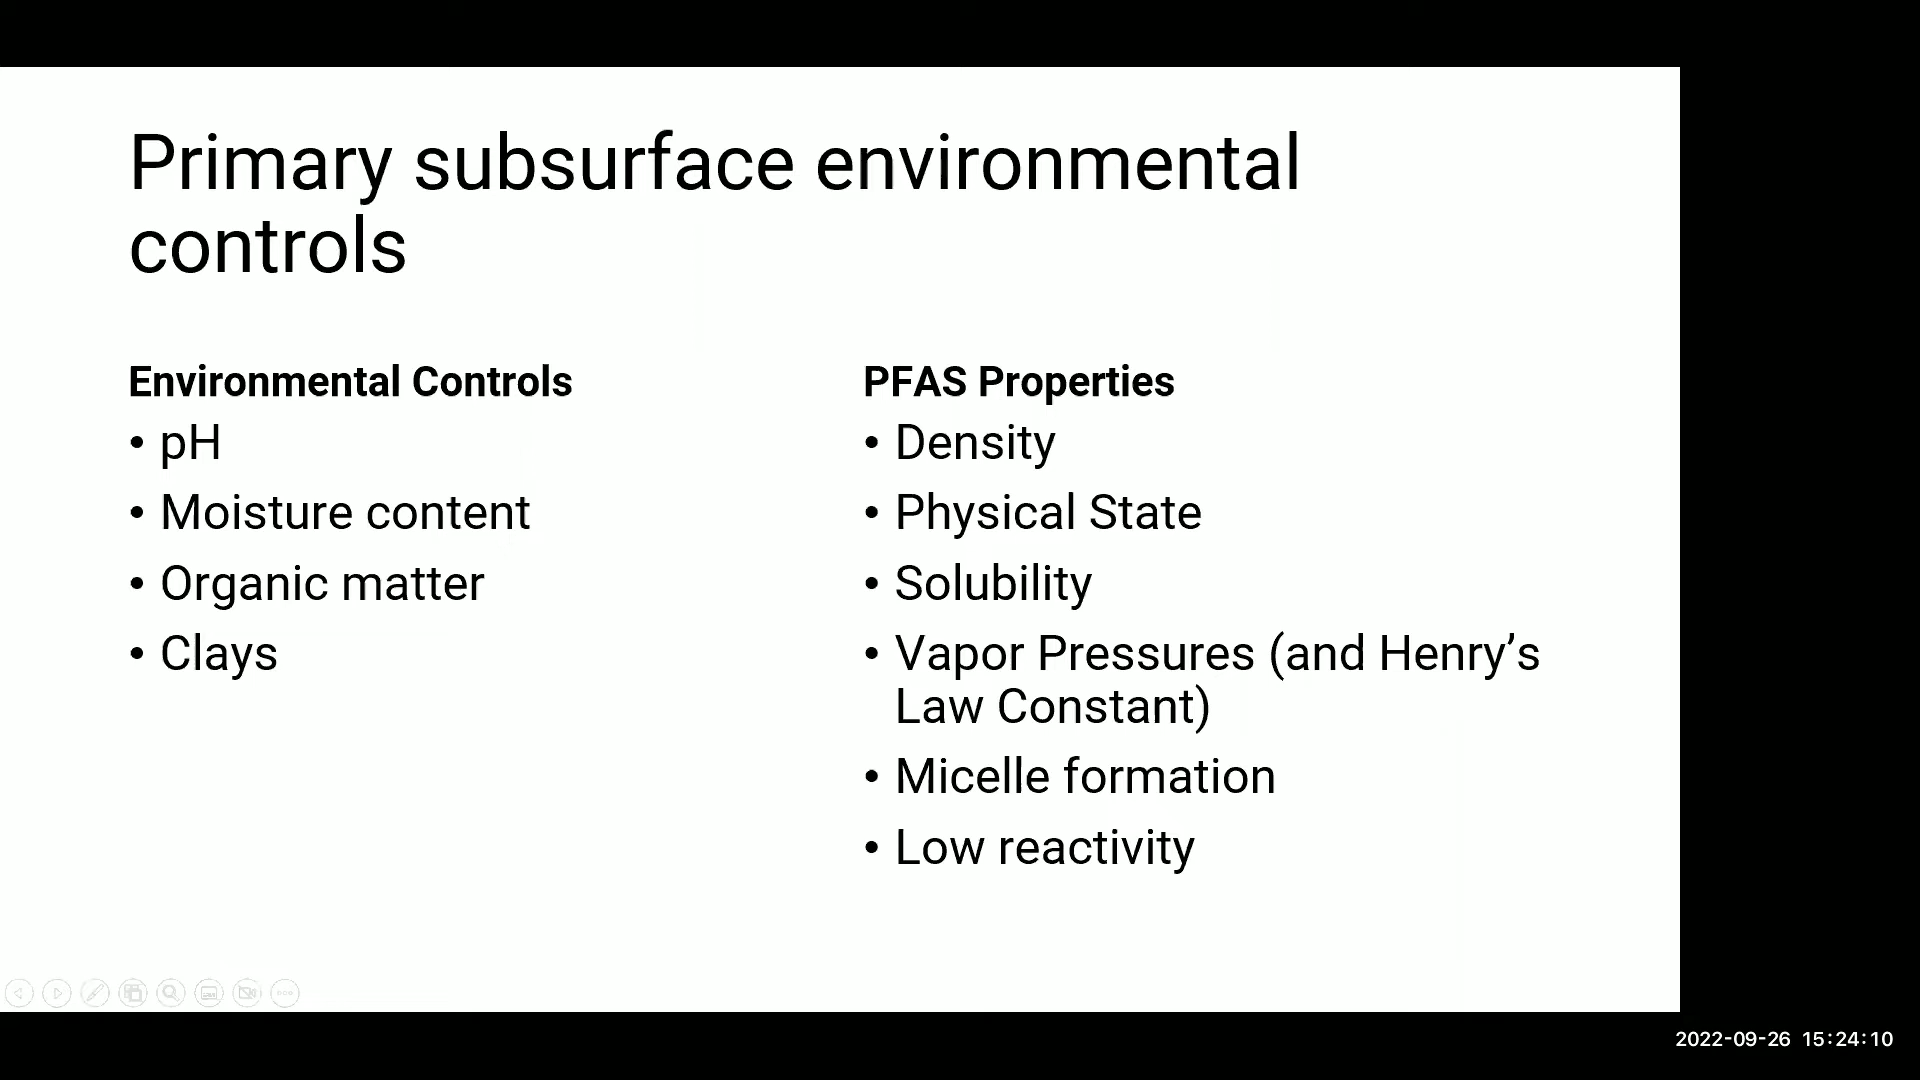 Primary subsurface environmental
controls
Environmental Controls
• pH
• Moisture content
• Organic matter
• Clays
PFAS Properties
• Density
• Physical State
• Solubility
• Vapor Pressures (and Henry’s
Law Constant)
• Micelle formation
• Low reactivity
2022-09-26 15:24:10